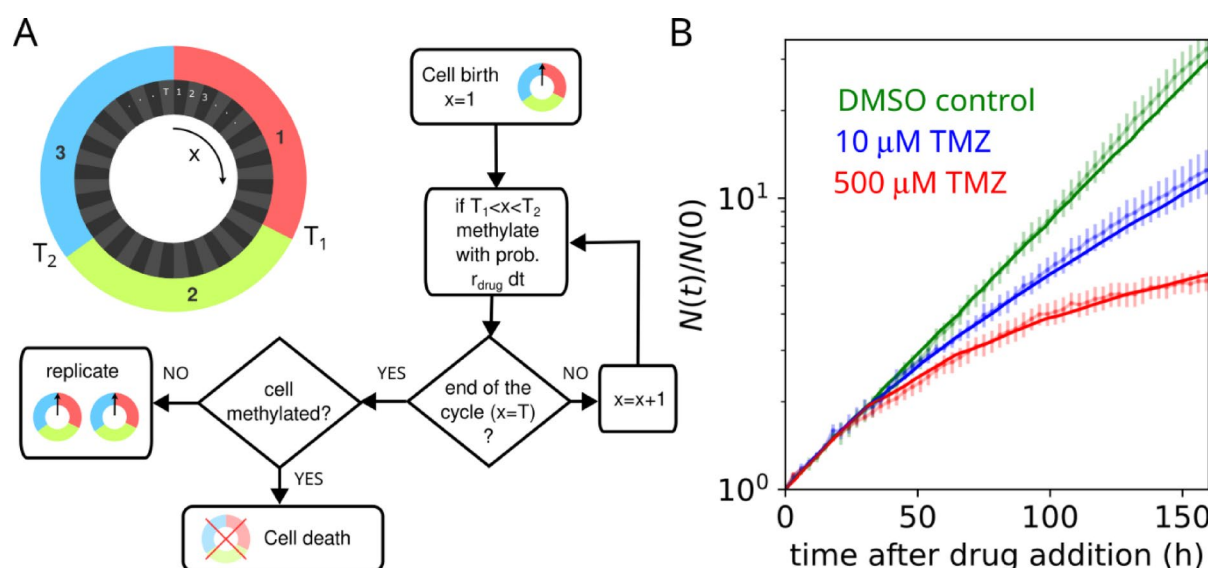 A
. . . T 1 2 3 . . .
1
2
3
x
T₁
T₂
Cell birth
x=1
if T₁<x<T₂
methylate
with prob.
r_drug dt
end of the
cycle (x=T)
?
NO
x=x+1
YES
cell
methylated?
NO
replicate
YES
Cell death
B
DMSO control
10 μM TMZ
500 μM TMZ
N(t)/N(0)
10¹
10⁰
0
50
100
150
time after drug addition (h)